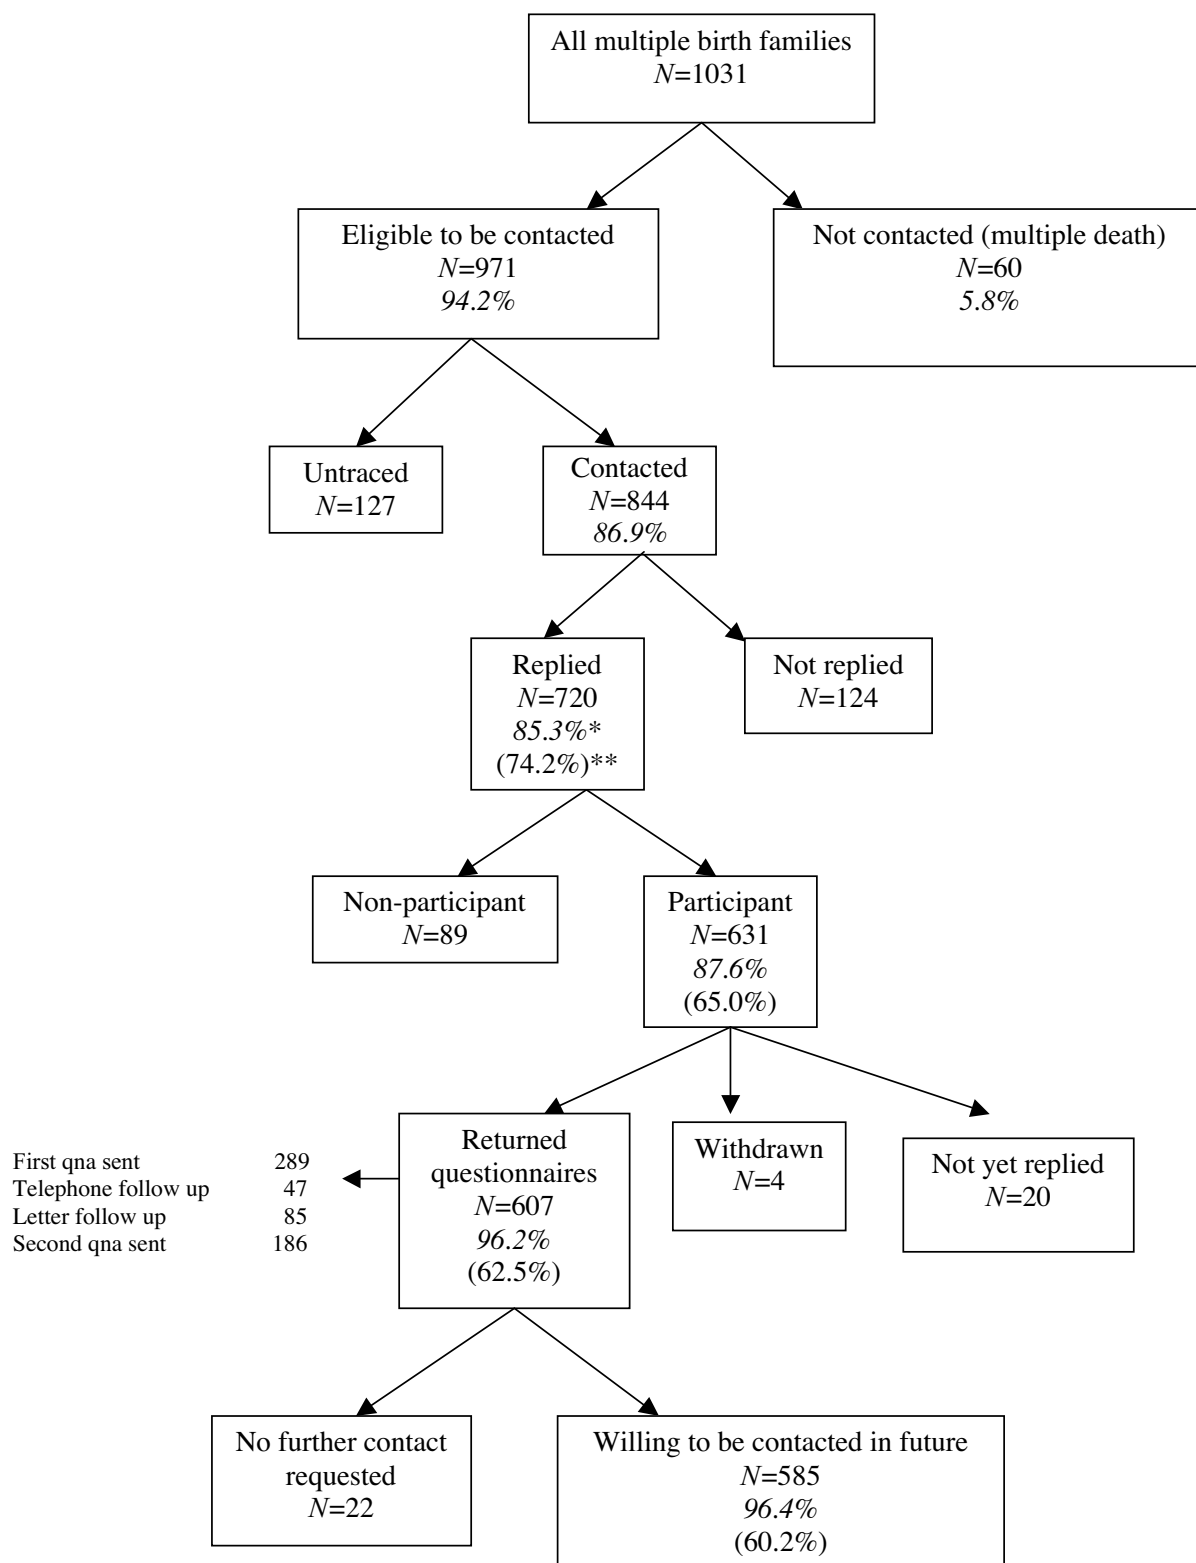 All multiple birth families
N=1031
Eligible to be contacted
N=971
94.2%
Not contacted (multiple death)
N=60
5.8%
Untraced
N=127
Contacted
N=844
86.9%
Replied
N=720
85.3%*
(74.2%)**
Not replied
N=124
Non-participant
N=89
Participant
N=631
87.6%
(65.0%)
First qna sent 289
Telephone follow up 47
Letter follow up 85
Second qna sent 186
Returned
questionnaires
N=607
96.2%
(62.5%)
Withdrawn
N=4
Not yet replied
N=20
No further contact
requested
N=22
Willing to be contacted in future
N=585
96.4%
(60.2%)